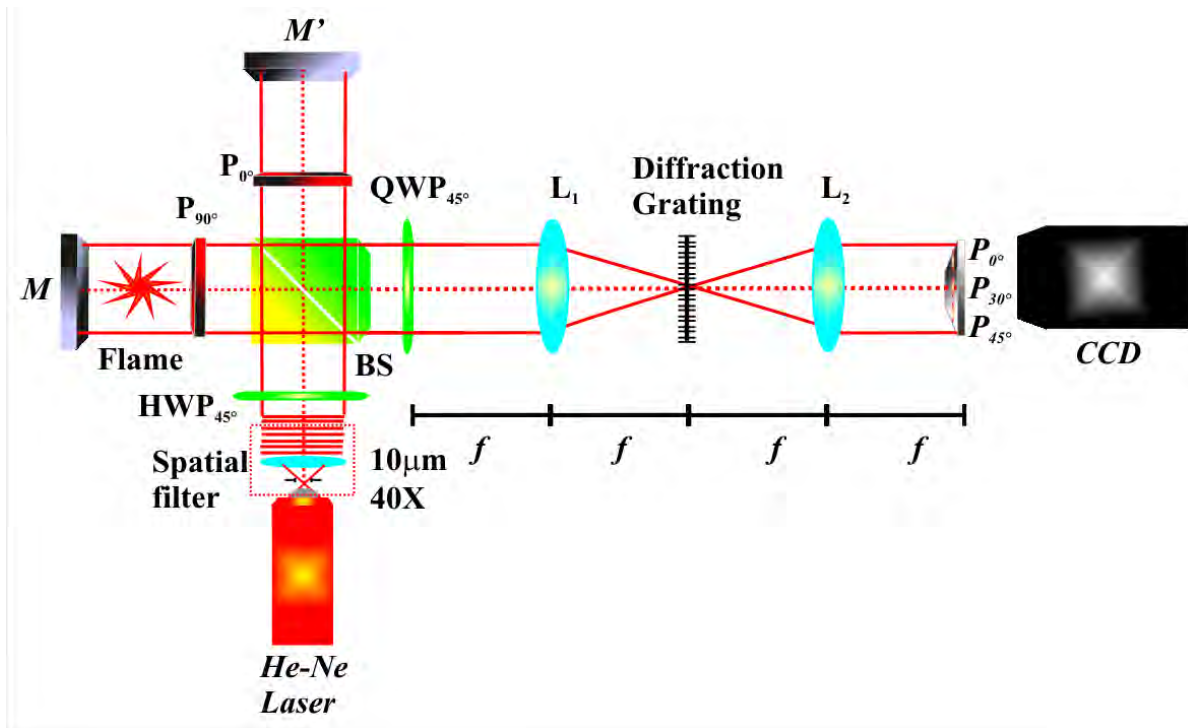 M'
P0°
QWP45°
L1
Diffraction
Grating
L2
P90°
M
P0°
P30°
P45°
Flame
BS
CCD
HWP45°
f
f
f
f
Spatial
filter
10μm
40X
He-Ne
Laser